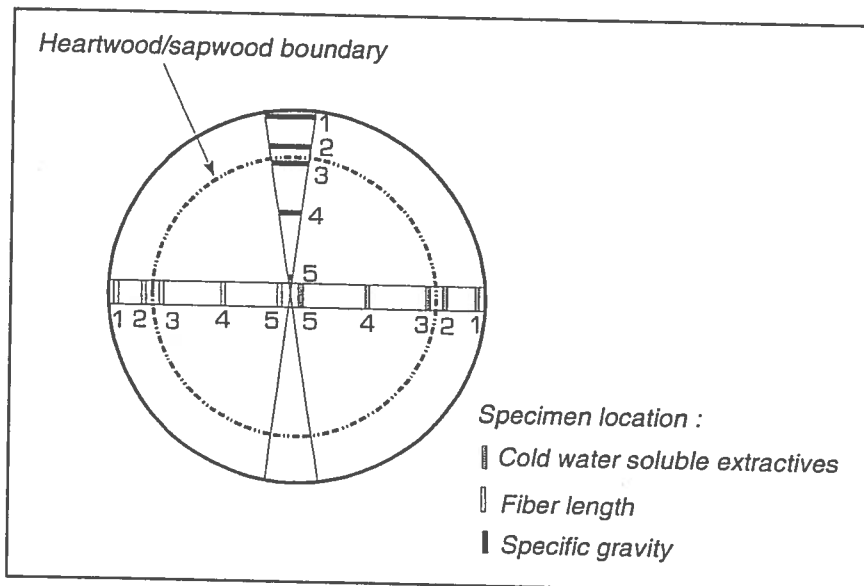 Heartwood/sapwood boundary
1
2
3
4
5
1 2 3 4 5 5 4 3 2 1
Specimen location :
Cold water soluble extractives
Fiber length
Specific gravity